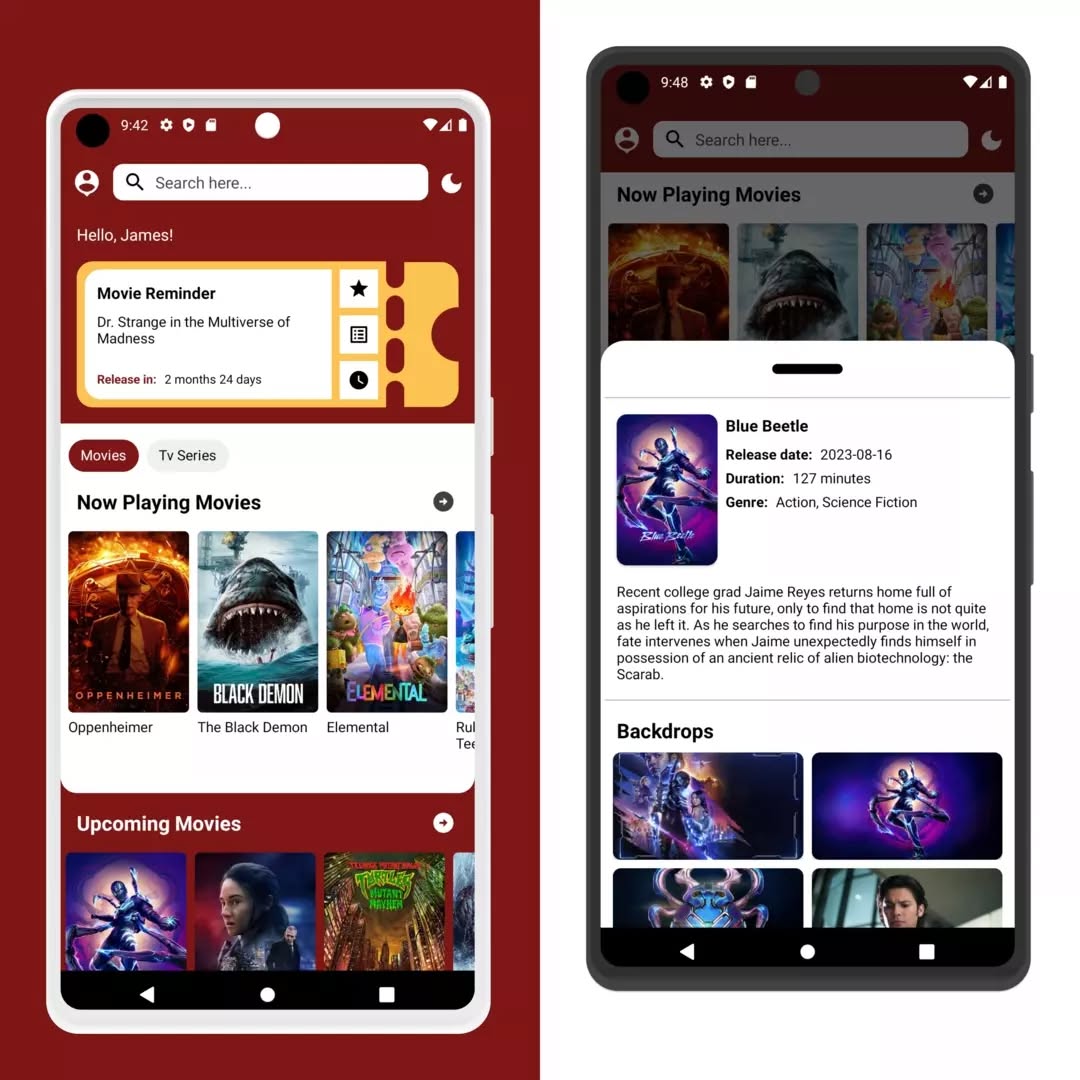 9:42
Search here...
Hello, James!
Movie Reminder
Dr. Strange in the Multiverse of
Madness
Release in: 2 months 24 days
Movies
Tv Series
Now Playing Movies
OPPENHEIMER
BLACK DEMON
ELEMENTAL
Oppenheimer
The Black Demon
Elemental
Rul
Tee
Upcoming Movies
TEENAGE MUTANT NINJA
TURTLES
MUTANT
MAYHEM
9:48
Search here...
Now Playing Movies
Blue Beetle
Blue Beetle
Release date: 2023-08-16
Duration: 127 minutes
Genre: Action, Science Fiction
Recent college grad Jaime Reyes returns home full of
aspirations for his future, only to find that home is not quite
as he left it. As he searches to find his purpose in the world,
fate intervenes when Jaime unexpectedly finds himself in
possession of an ancient relic of alien biotechnology: the
Scarab.
Backdrops